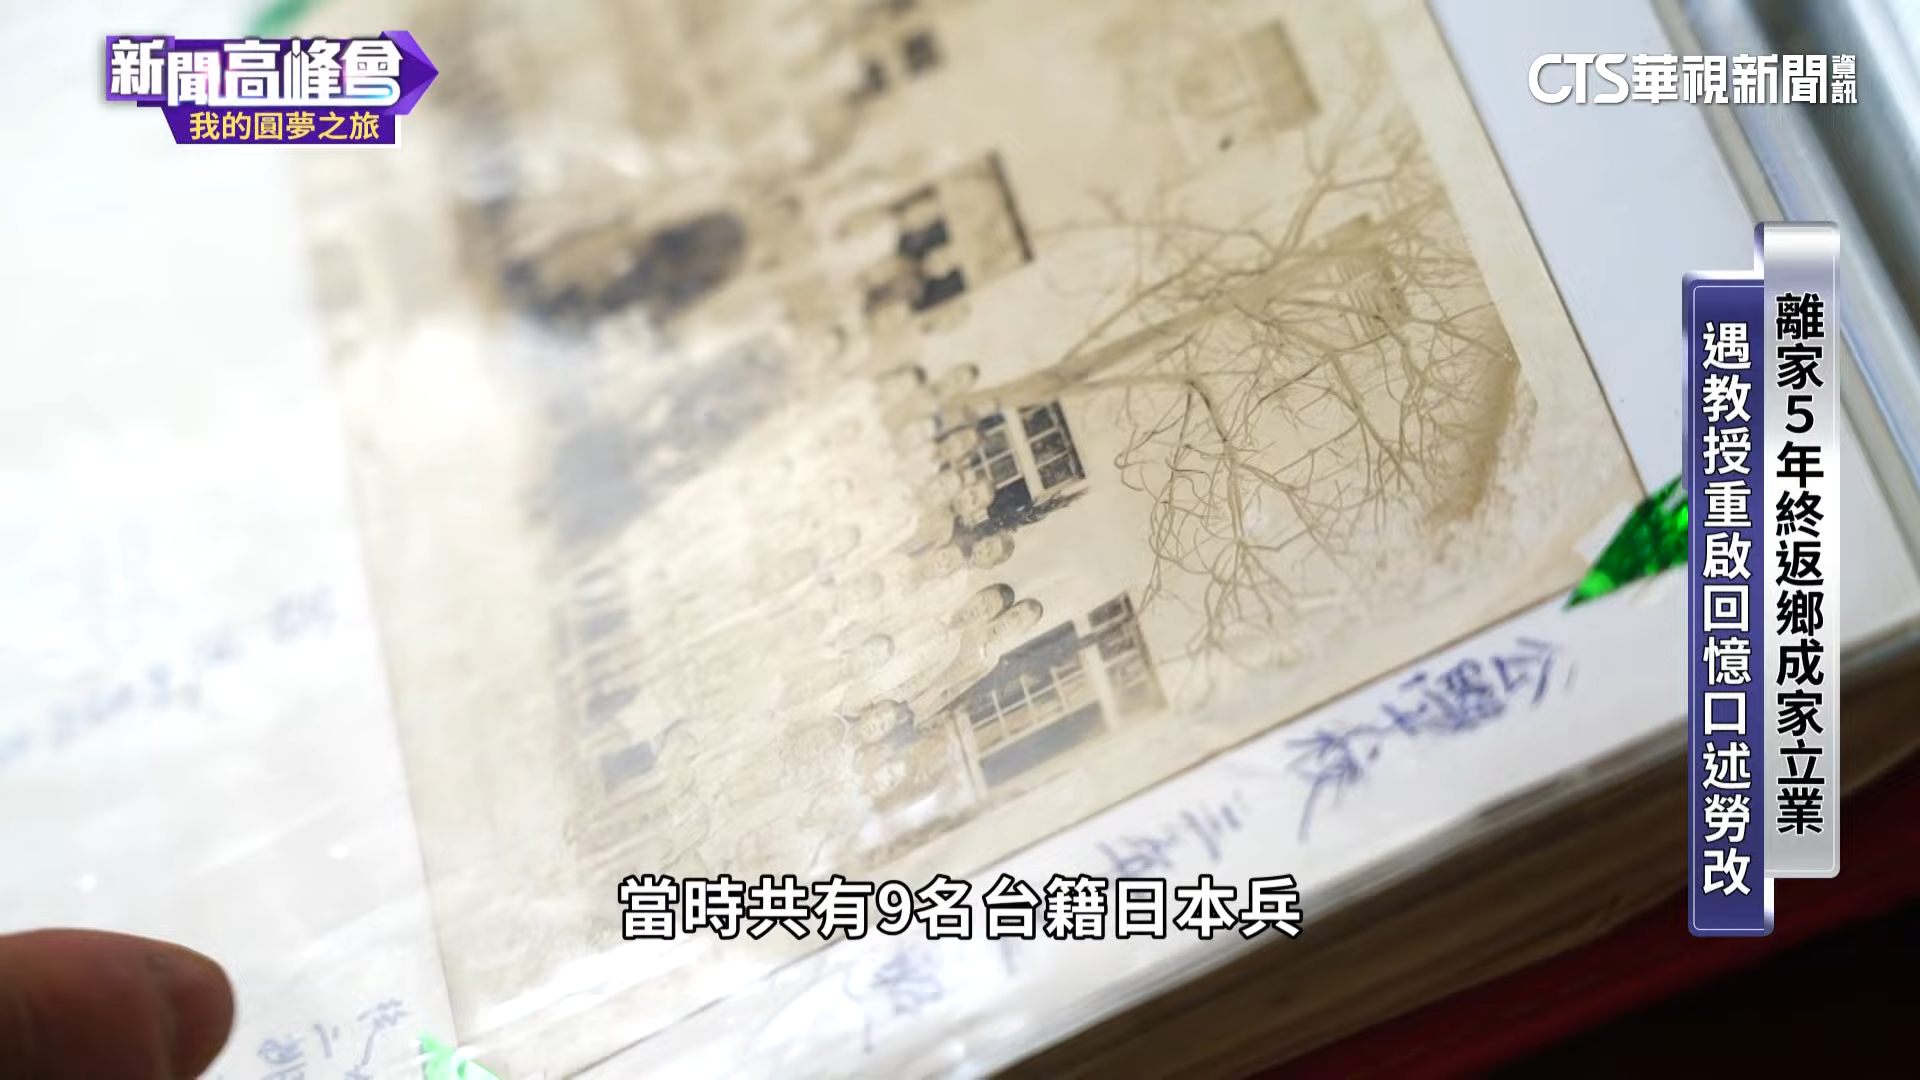 新聞高峰會
我的圓夢之旅
CTS華視新聞資訊
離家5年終返鄉成家立業
遇教授重啟回憶口述勞改
當時共有9名台籍日本兵